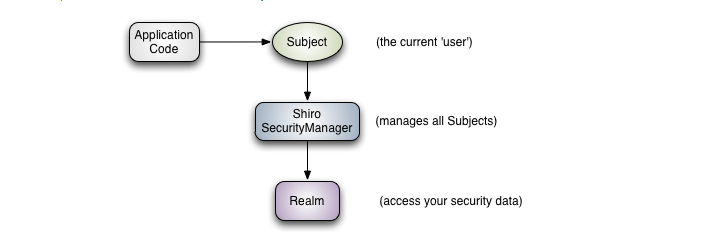 Application
Code
Subject
(the current 'user')
Shiro
SecurityManager
(manages all Subjects)
Realm
(access your security data)